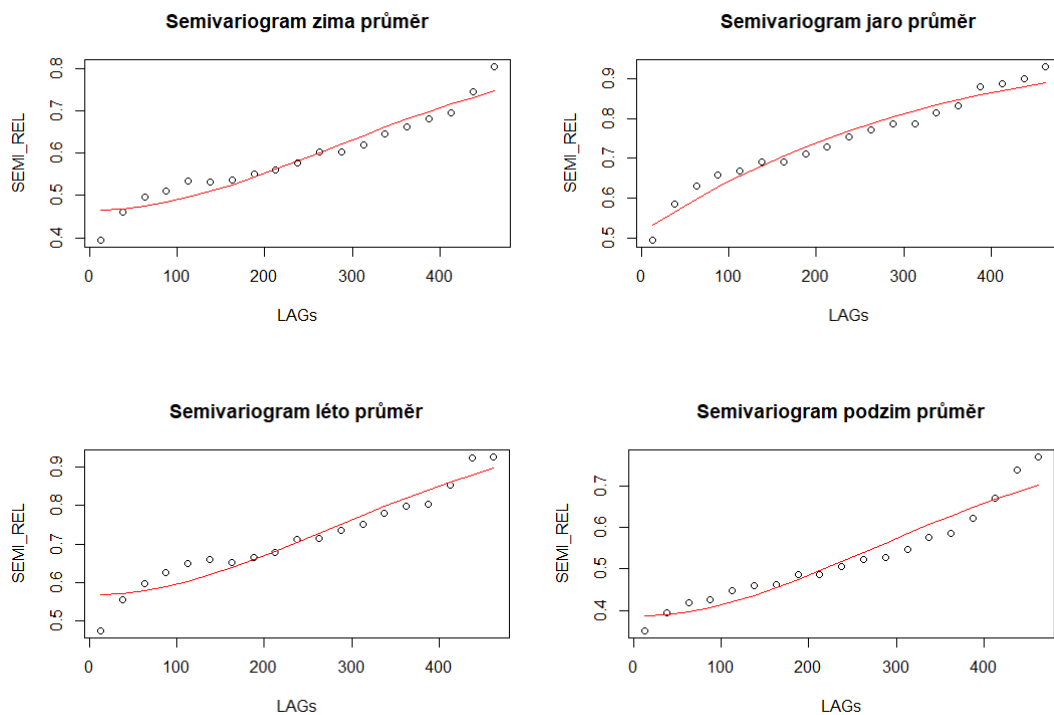 Semivariogram zima průměr
SEMI_REL
0.8
0.7
0.6
0.5
0.4
0 100 200 300 400
LAGs
Semivariogram jaro průměr
SEMI_REL
0.9
0.8
0.7
0.6
0.5
0 100 200 300 400
LAGs
Semivariogram léto průměr
SEMI_REL
0.9
0.8
0.7
0.6
0.5
0 100 200 300 400
LAGs
Semivariogram podzim průměr
SEMI_REL
0.7
0.6
0.5
0.4
0 100 200 300 400
LAGs